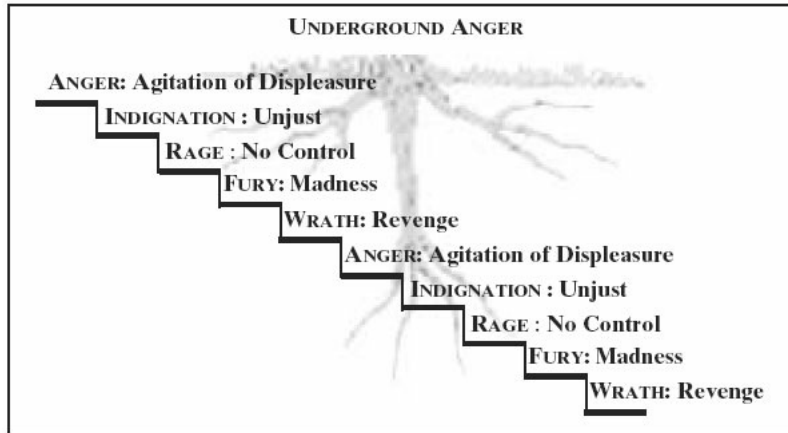 UNDERGROUND ANGER
ANGER: Agitation of Displeasure
INDIGNATION : Unjust
RAGE : No Control
FURY: Madness
WRATH: Revenge
ANGER: Agitation of Displeasure
INDIGNATION : Unjust
RAGE : No Control
FURY: Madness
WRATH: Revenge